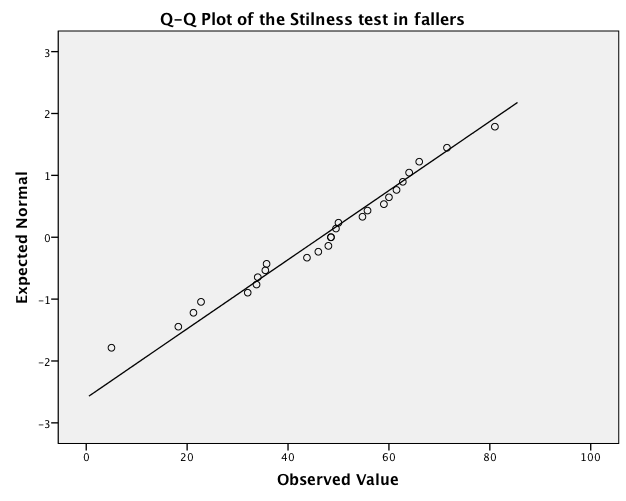 Q-Q Plot of the Stilness test in fallers
3
2
1
0
-1
-2
-3
Expected Normal
0 20 40 60 80 100
Observed Value